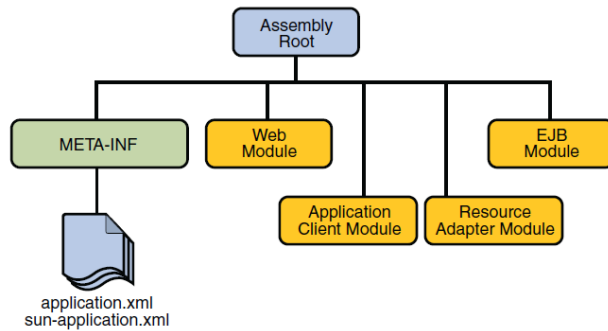 Assembly
Root
META-INF
Web
Module
EJB
Module
Application
Client Module
Resource
Adapter Module
application.xml
sun-application.xml